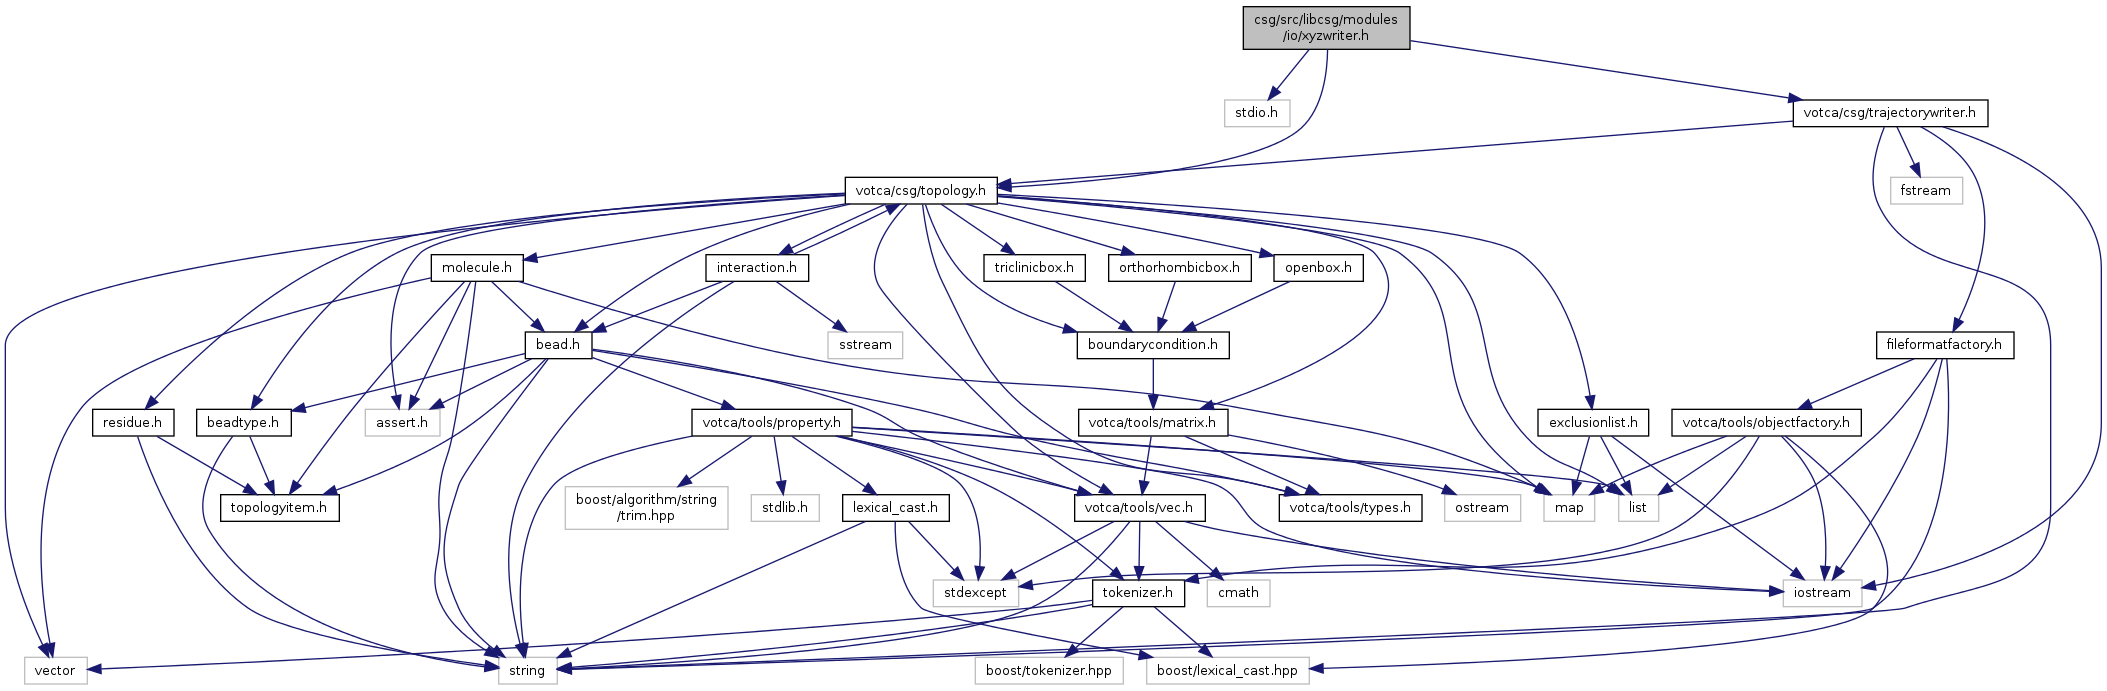 csg/src/libcsg/modules
/io/xyzwriter.h
stdio.h
votca/csg/trajectorywriter.h
votca/csg/topology.h
fstream
molecule.h
interaction.h
triclinicbox.h
orthorhombicbox.h
openbox.h
bead.h
sstream
boundarycondition.h
fileformatfactory.h
residue.h
beadtype.h
assert.h
votca/tools/property.h
votca/tools/matrix.h
exclusionlist.h
votca/tools/objectfactory.h
topologyitem.h
boost/algorithm/string
/trim.hpp
stdlib.h
lexical_cast.h
votca/tools/vec.h
votca/tools/types.h
ostream
map
list
stdexcept
tokenizer.h
cmath
iostream
vector
string
boost/tokenizer.hpp
boost/lexical_cast.hpp